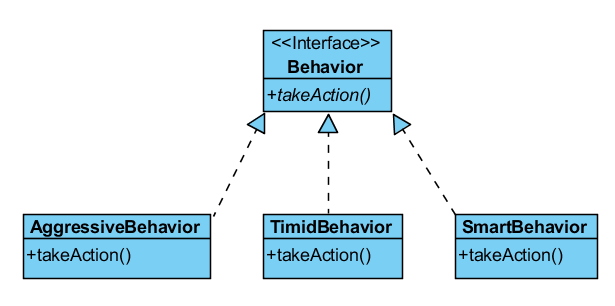 <<Interface>>
Behavior
+takeAction()
AggressiveBehavior
+takeAction()
TimidBehavior
+takeAction()
SmartBehavior
+takeAction()